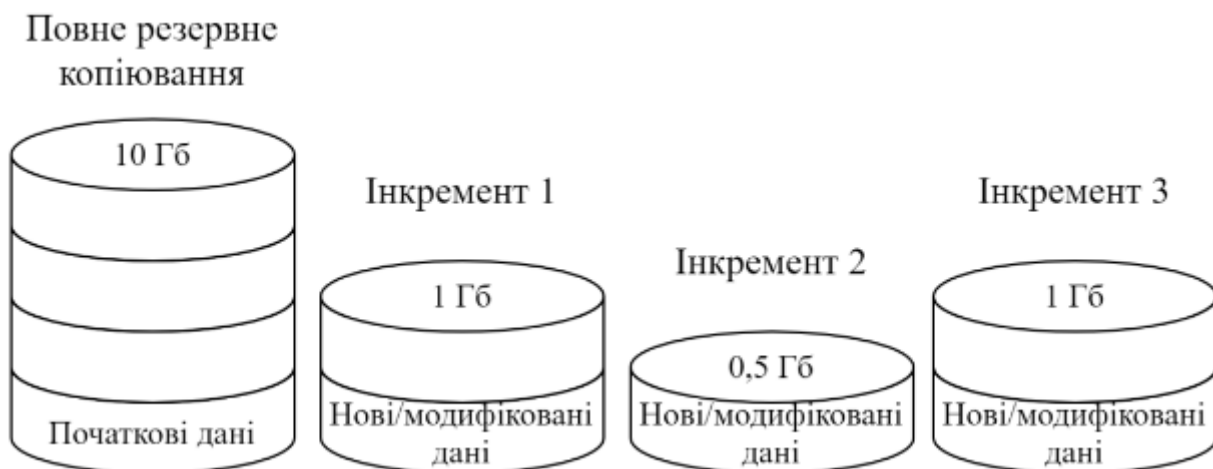 Повне резервне
копіювання
10 Гб
Початкові дані
Інкремент 1
1 Гб
Нові/модифіковані
дані
Інкремент 2
0,5 Гб
Нові/модифіковані
дані
Інкремент 3
1 Гб
Нові/модифіковані
дані